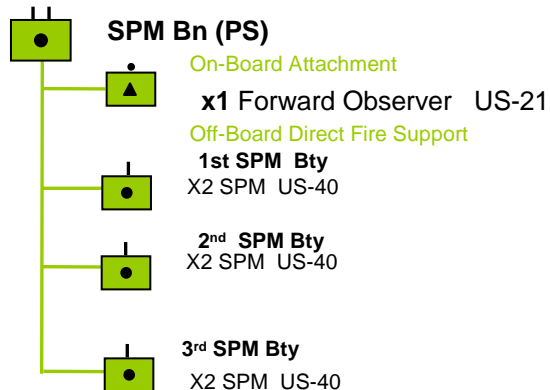 SPM Bn (PS)
On-Board Attachment
x1 Forward Observer US-21
Off-Board Direct Fire Support
1st SPM Bty
X2 SPM US-40
2nd SPM Bty
X2 SPM US-40
3rd SPM Bty
X2 SPM US-40